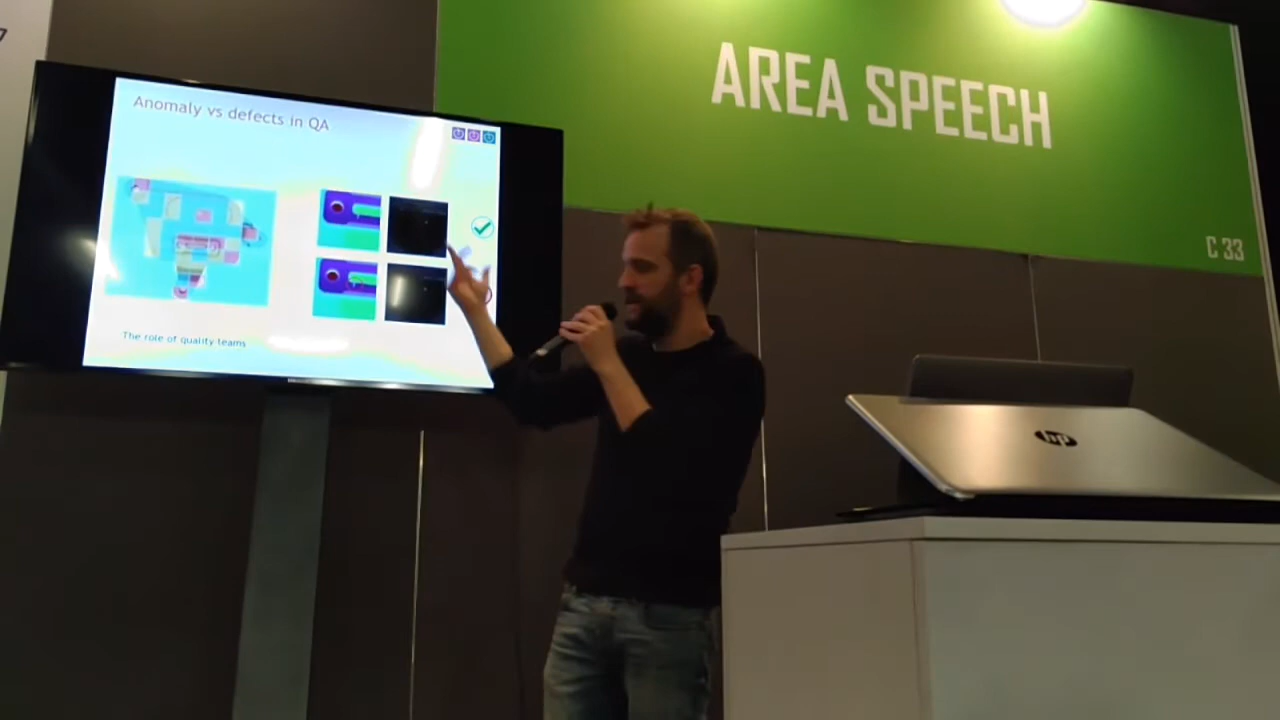 AREA SPEECH
C 33
Anomaly vs defects in QA
The role of quality teams
hp